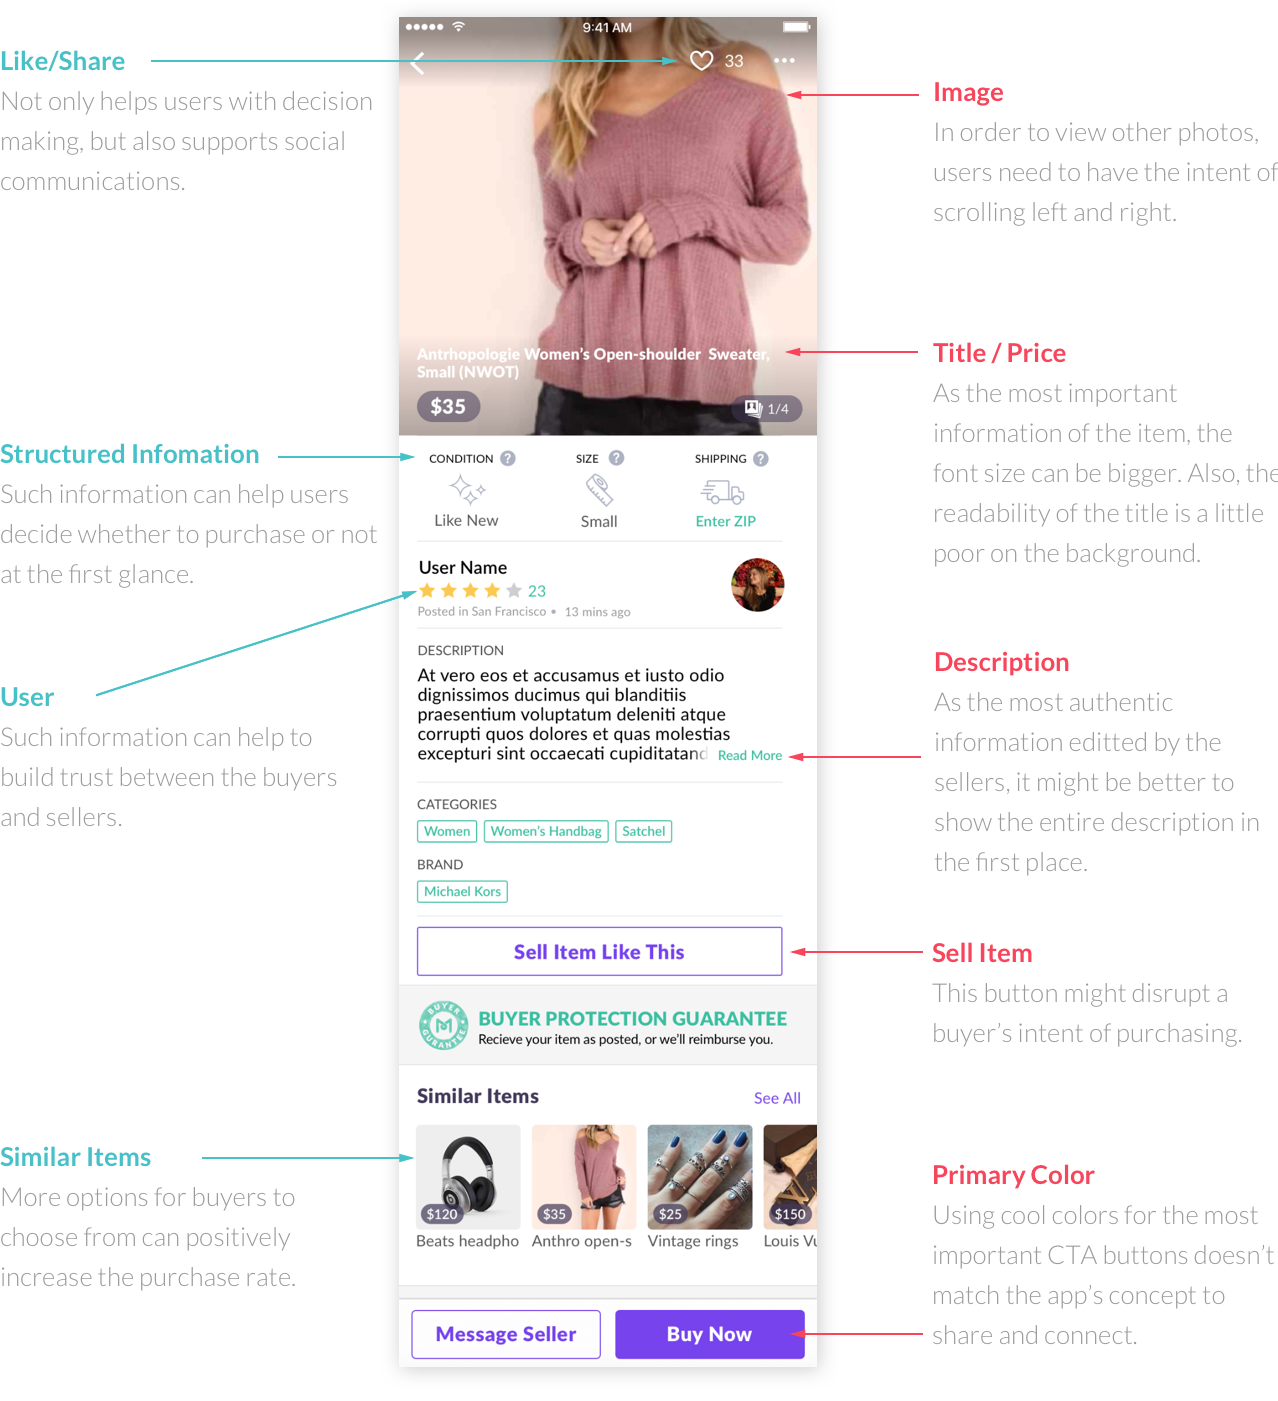 9:41 AM
33
Antrhopologie Women's Open-shoulder Sweater,
Small (NWOT)
$35
1/4
CONDITION ?
SIZE ?
SHIPPING ?
Like New
Small
Enter ZIP
User Name
23
Posted in San Francisco • 13 mins ago
DESCRIPTION
At vero eos et accusamus et iusto odio
dignissimos ducimus qui blanditiis
praesentium voluptatum deleniti atque
corrupti quos dolores et quas molestias
excepturi sint occaecati cupiditatand Read More
CATEGORIES
Women
Women's Handbag
Satchel
BRAND
Michael Kors
Sell Item Like This
BUYER
GURANTEE
BUYER PROTECTION GUARANTEE
Recieve your item as posted, or we'll reimburse you.
Similar Items
See All
$120
$35
$25
$150
Beats headpho
Anthro open-s
Vintage rings
Louis Vu
Message Seller
Buy Now
Like/Share
Not only helps users with decision
making, but also supports social
communications.
Structured Infomation
Such information can help users
decide whether to purchase or not
at the first glance.
User
Such information can help to
build trust between the buyers
and sellers.
Similar Items
More options for buyers to
choose from can positively
increase the purchase rate.
Image
In order to view other photos,
users need to have the intent of
scrolling left and right.
Title / Price
As the most important
information of the item, the
font size can be bigger. Also, the
readability of the title is a little
poor on the background.
Description
As the most authentic
information editted by the
sellers, it might be better to
show the entire description in
the first place.
Sell Item
This button might disrupt a
buyer's intent of purchasing.
Primary Color
Using cool colors for the most
important CTA buttons doesn't
match the app's concept to
share and connect.